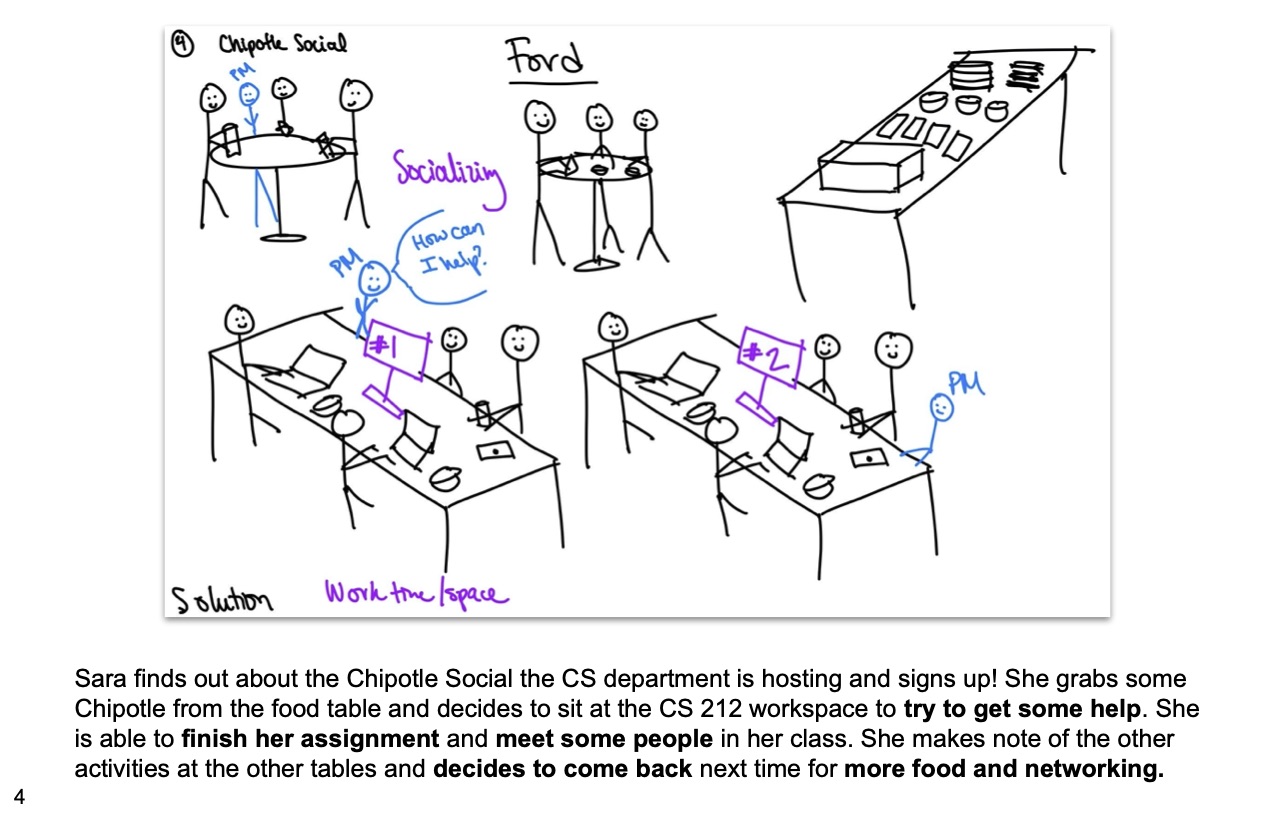 ④ Chipotle Social
Ford
PM
Socializing
PM
How can
I help?
#1
#2
PM
Solution
Work time/space
Sara finds out about the Chipotle Social the CS department is hosting and signs up! She grabs some
Chipotle from the food table and decides to sit at the CS 212 workspace to try to get some help. She
is able to finish her assignment and meet some people in her class. She makes note of the other
activities at the other tables and decides to come back next time for more food and networking.
4